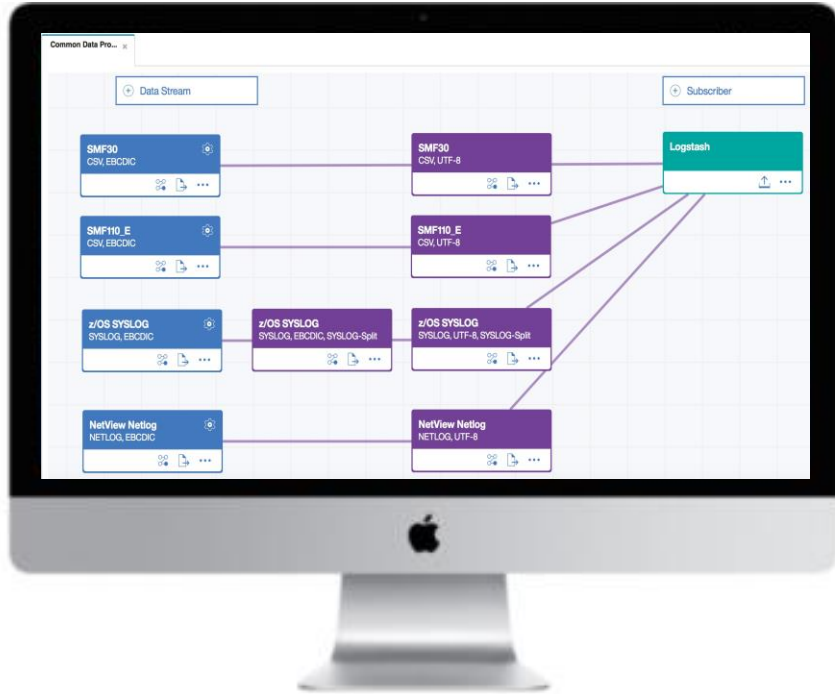 Common Data Pro...
Data Stream
Subscriber
SMF30
CSV, EBCDIC
SMF30
CSV, UTF-8
Logstash
SMF110_E
CSV, EBCDIC
SMF110_E
CSV, UTF-8
z/OS SYSLOG
SYSLOG, EBCDIC
z/OS SYSLOG
SYSLOG, EBCDIC, SYSLOG-Split
z/OS SYSLOG
SYSLOG, UTF-8, SYSLOG-Split
NetView Netlog
NETLOG, EBCDIC
NetView Netlog
NETLOG, UTF-8